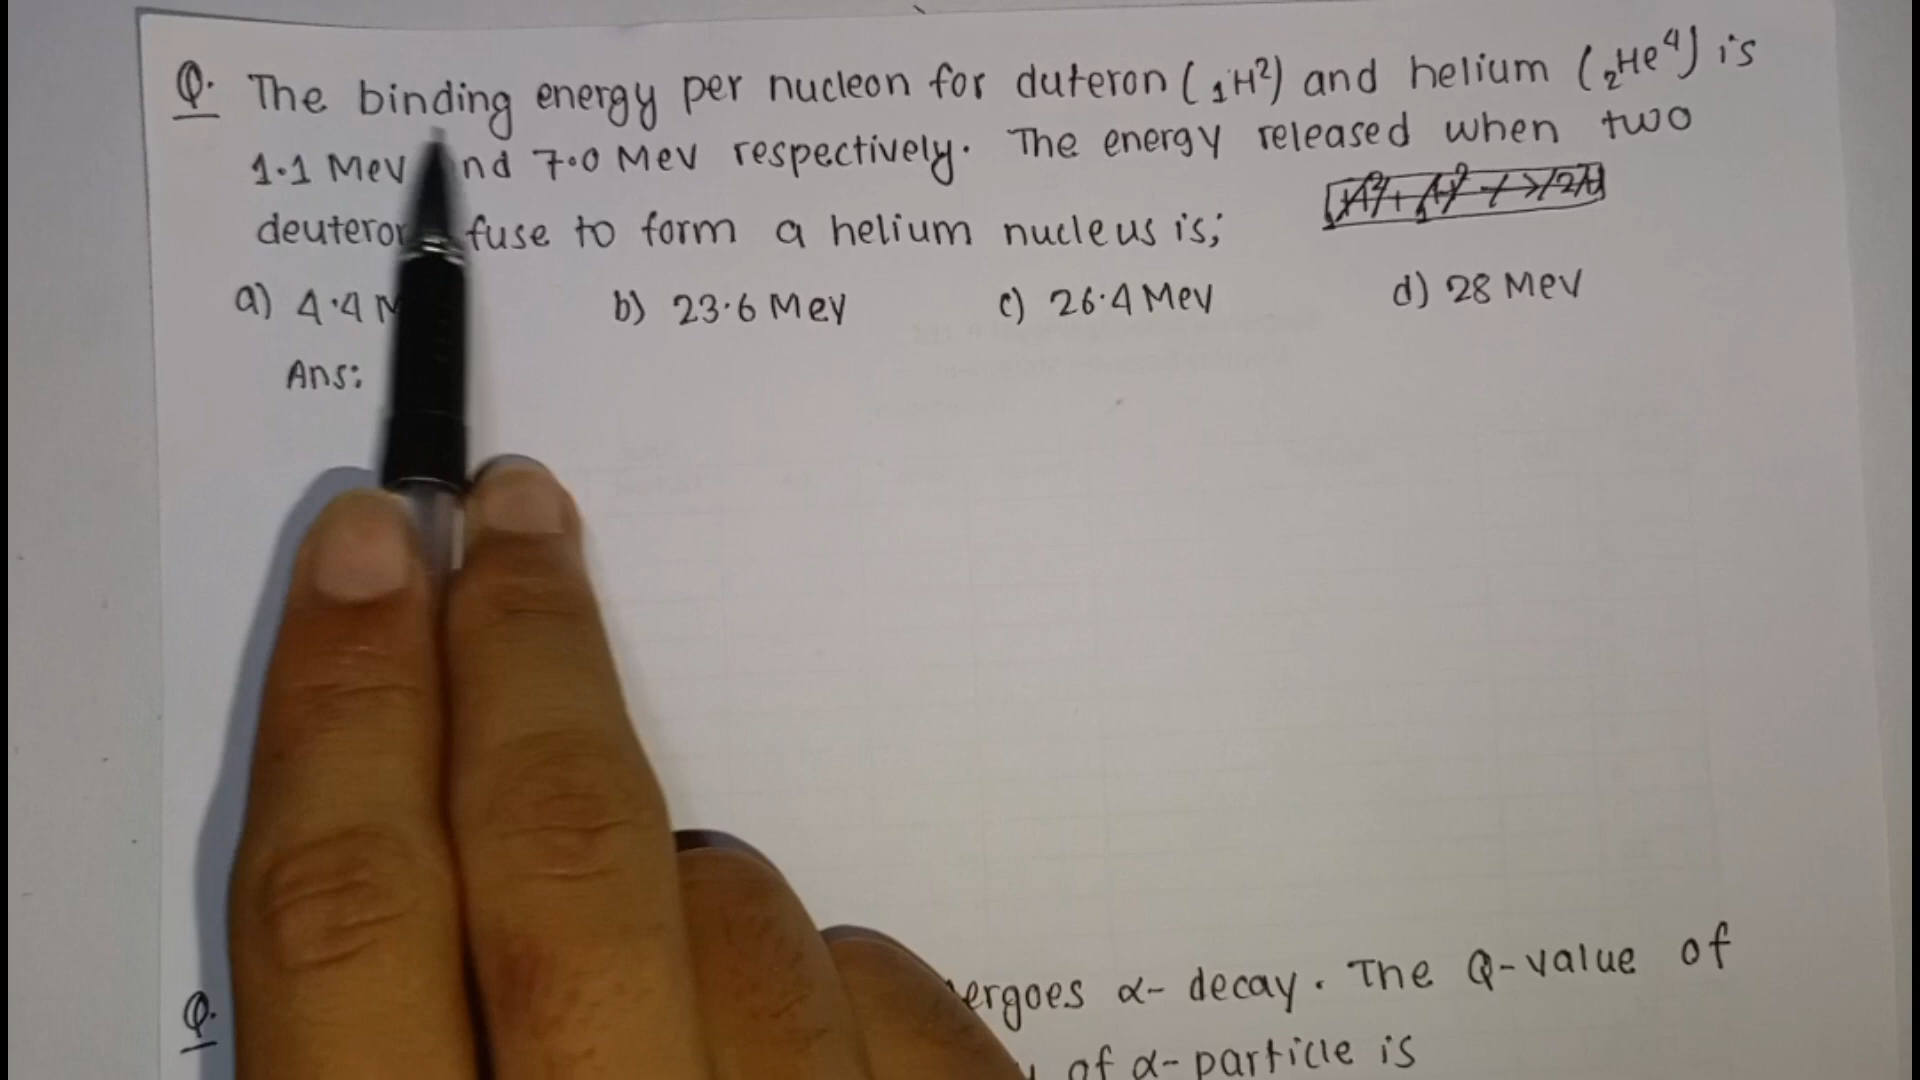 Q. The binding energy per nucleon for duteron (₁H²) and helium (₂He⁴) is
1.1 Mev nd 7.0 Mev respectively. The energy released when two
deuteron fuse to form a helium nucleus is;
a) 4.4 M b) 23.6 Mev c) 26.4 Mev d) 28 Mev
Ans:
Q. ergoes α- decay. The Q-value of
of α-particle is